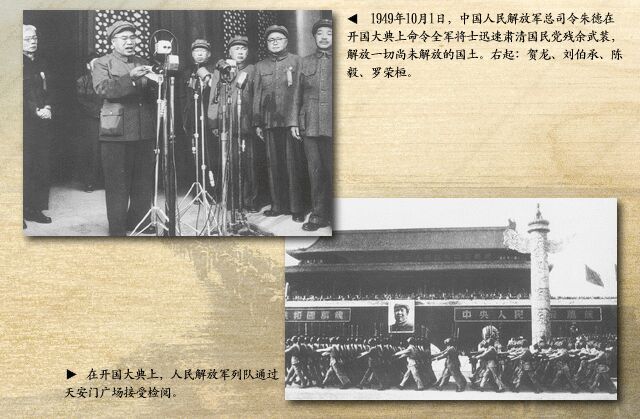 ◀ 1949年10月1日，中国人民解放军总司令朱德在
开国大典上命令全军将士迅速肃清国民党残余武装，
解放一切尚未解放的国土。右起：贺龙、刘伯承、陈
毅、罗荣桓。
中央人民
▶ 在开国大典上，人民解放军列队通过
天安门广场接受检阅。